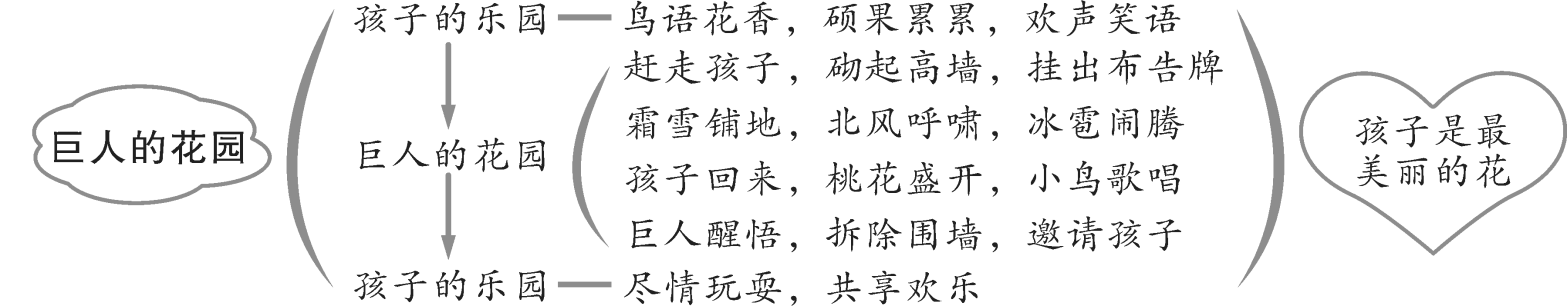 巨人的花园
孩子的乐园
鸟语花香，硕果累累，欢声笑语
赶走孩子，砌起高墙，挂出布告牌
霜雪铺地，北风呼啸，冰雹闹腾
巨人的花园
孩子回来，桃花盛开，小鸟歌唱
巨人醒悟，拆除围墙，邀请孩子
孩子的乐园
尽情玩耍，共享欢乐
孩子是最
美丽的花